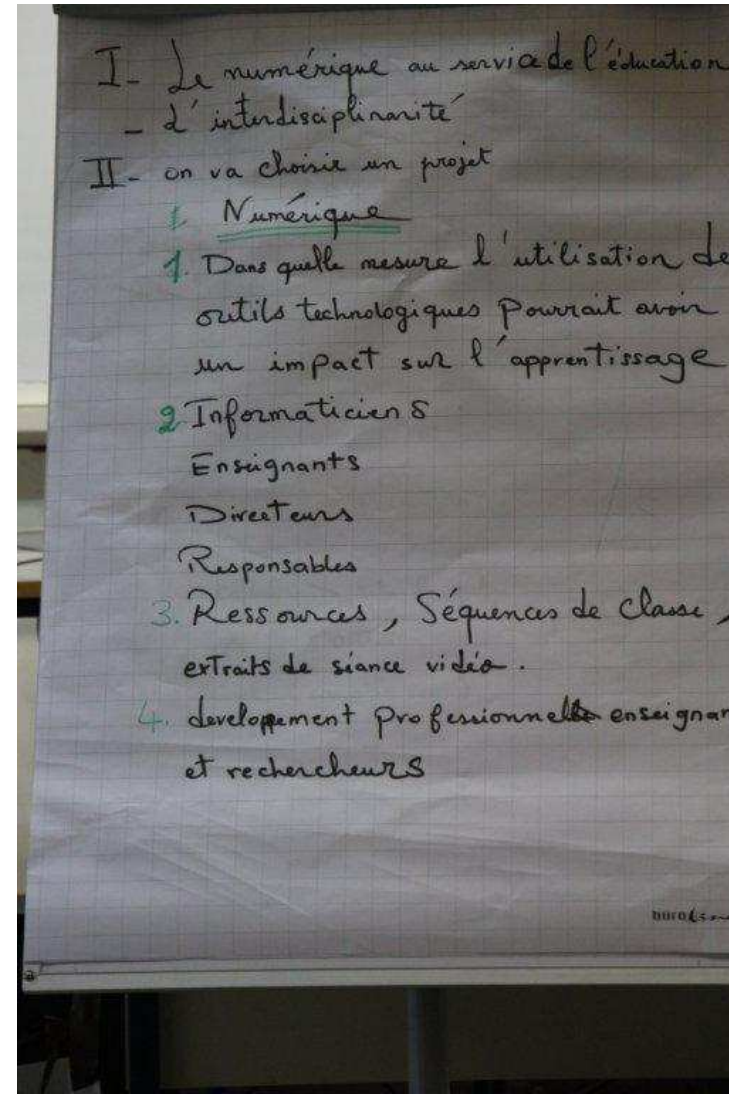 I- Le numérique au service de l'éducation
- L'interdisciplinarité
II- on va choisir un projet
1. Numérique
1. Dans quelle mesure l'utilisation de
outils technologiques pourrait avoir
un impact sur l'apprentissage
2 Informaticiens
Enseignants
Directeurs
Responsables
3. Ressources, Séquences de classe,
extraits de séance vidéo.
4. developpement professionnel enseignan
et rechercheurs